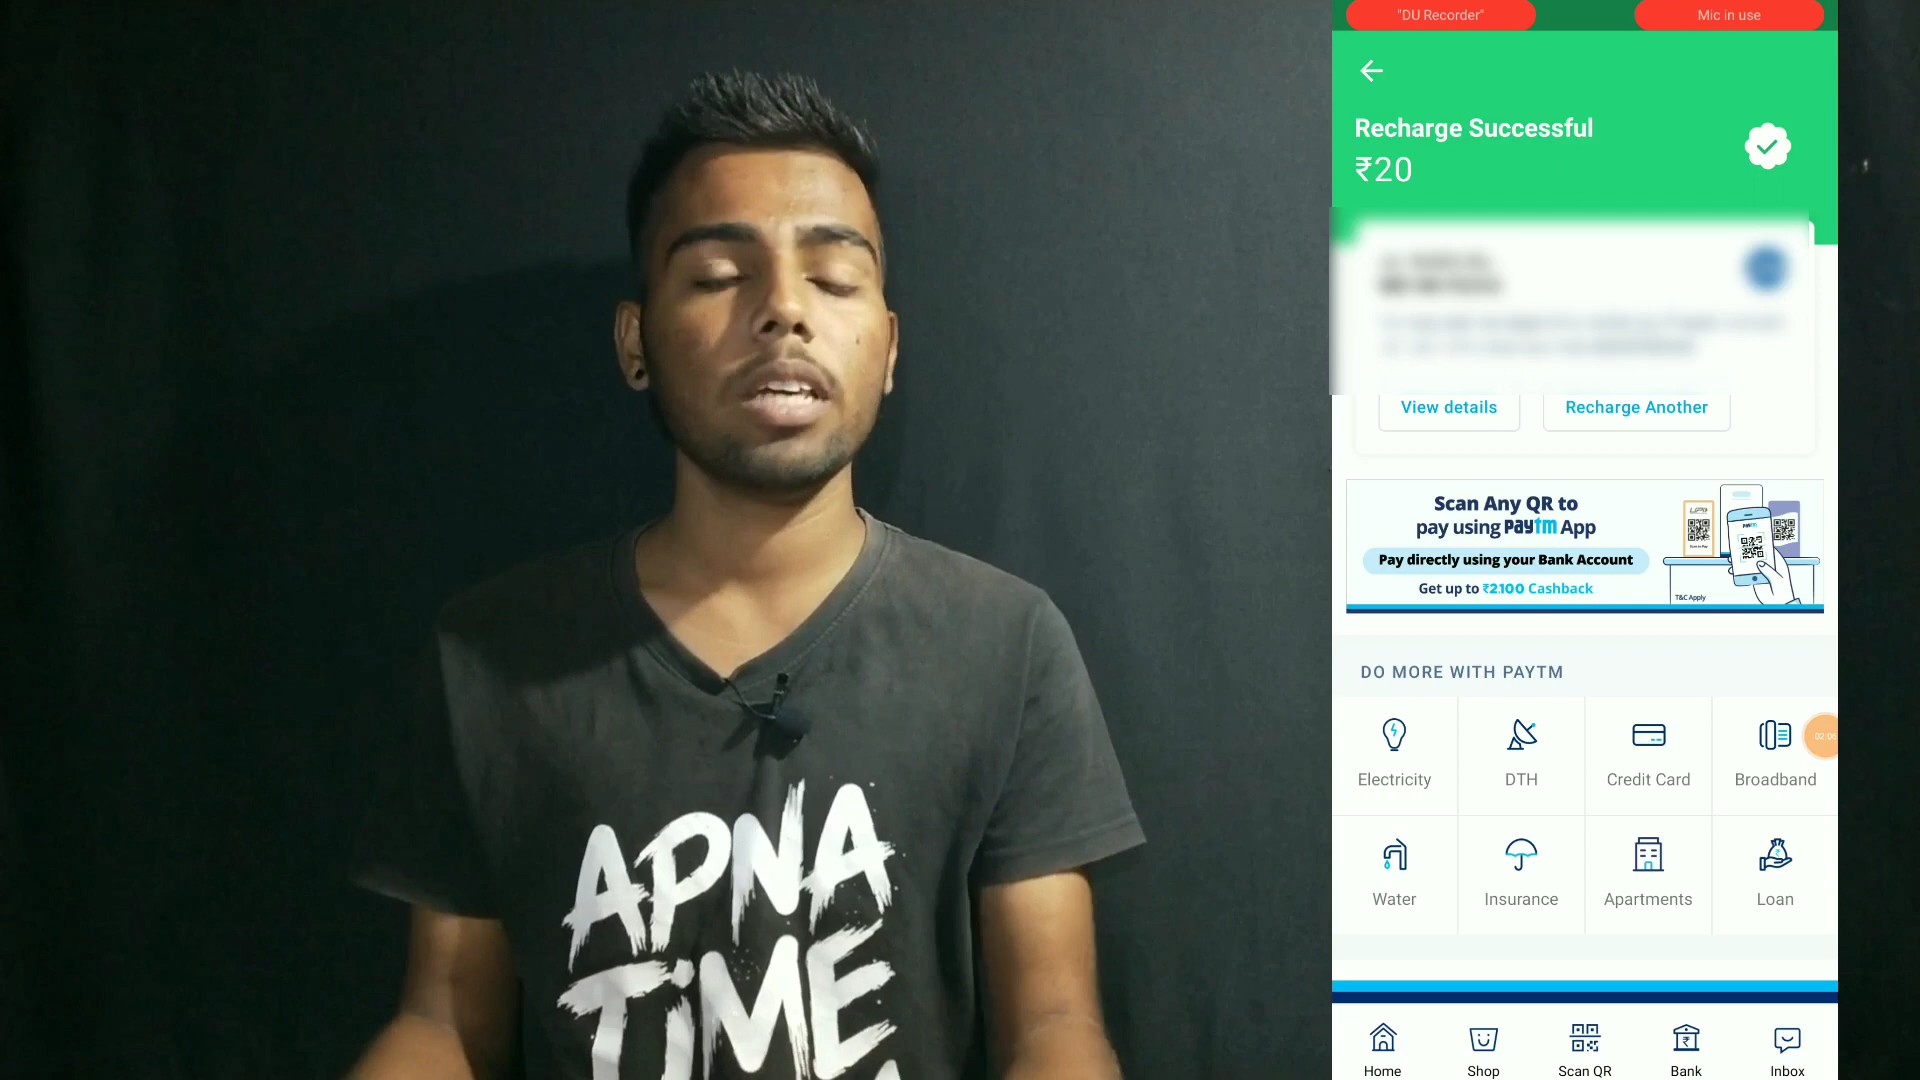 "DU Recorder"
Mic in use
Recharge Successful
₹20
View details
Recharge Another
Scan Any QR to
pay using paytm App
Pay directly using your Bank Account
Get up to ₹2100 Cashback
T&C Apply
DO MORE WITH PAYTM
Electricity
DTH
Credit Card
Broadband
02:06
Water
Insurance
Apartments
Loan
Home
Shop
Scan QR
Bank
Inbox
APNA
TiME